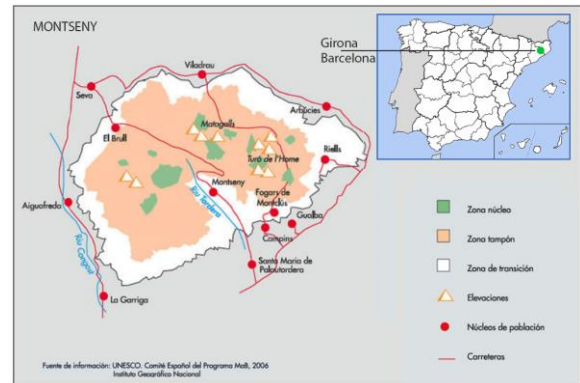 MONTSENY
Girona
Barcelona
Viladrau
Seva
Arbúcies
Matagalls
El Brull
Turó de l'Home
Riells
Montseny
Fogars de
Montclús
Riu Tordera
Gualba
Aiguafreda
Campins
Riu Congost
Santa Maria de
Palautordera
La Garriga
Zona núcleo
Zona tampón
Zona de transición
Elevaciones
Núcleos de población
Carreteras
Fuente de información: UNESCO. Comité Español del Programa MaB, 2006
Instituto Geográfico Nacional